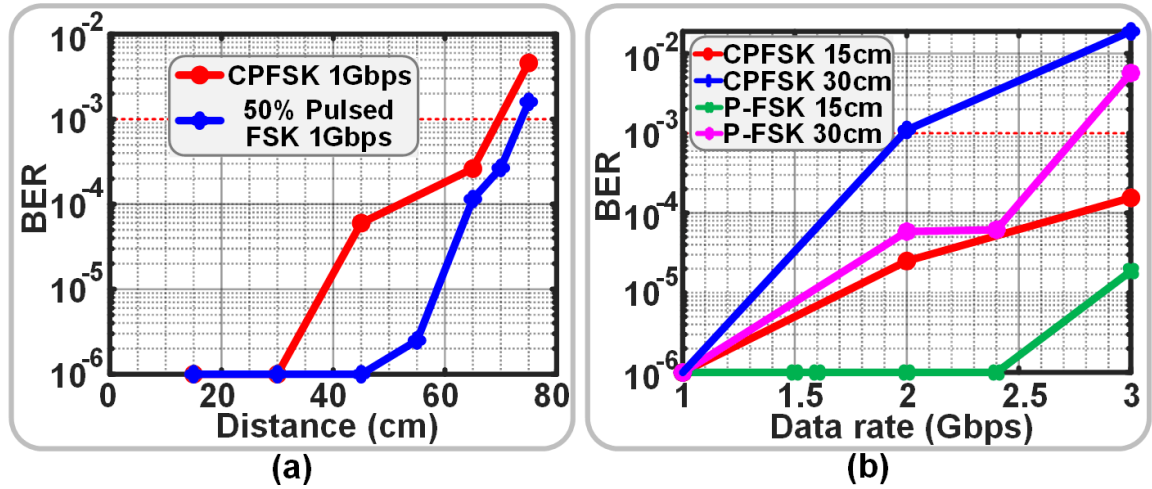 10^-2
10^-3
10^-4
10^-5
10^-6
BER
CPFSK 1Gbps
50% Pulsed
FSK 1Gbps
0 20 40 60 80
Distance (cm)
(a)
10^-2
10^-3
10^-4
10^-5
10^-6
BER
CPFSK 15cm
CPFSK 30cm
P-FSK 15cm
P-FSK 30cm
1 1.5 2 2.5 3
Data rate (Gbps)
(b)